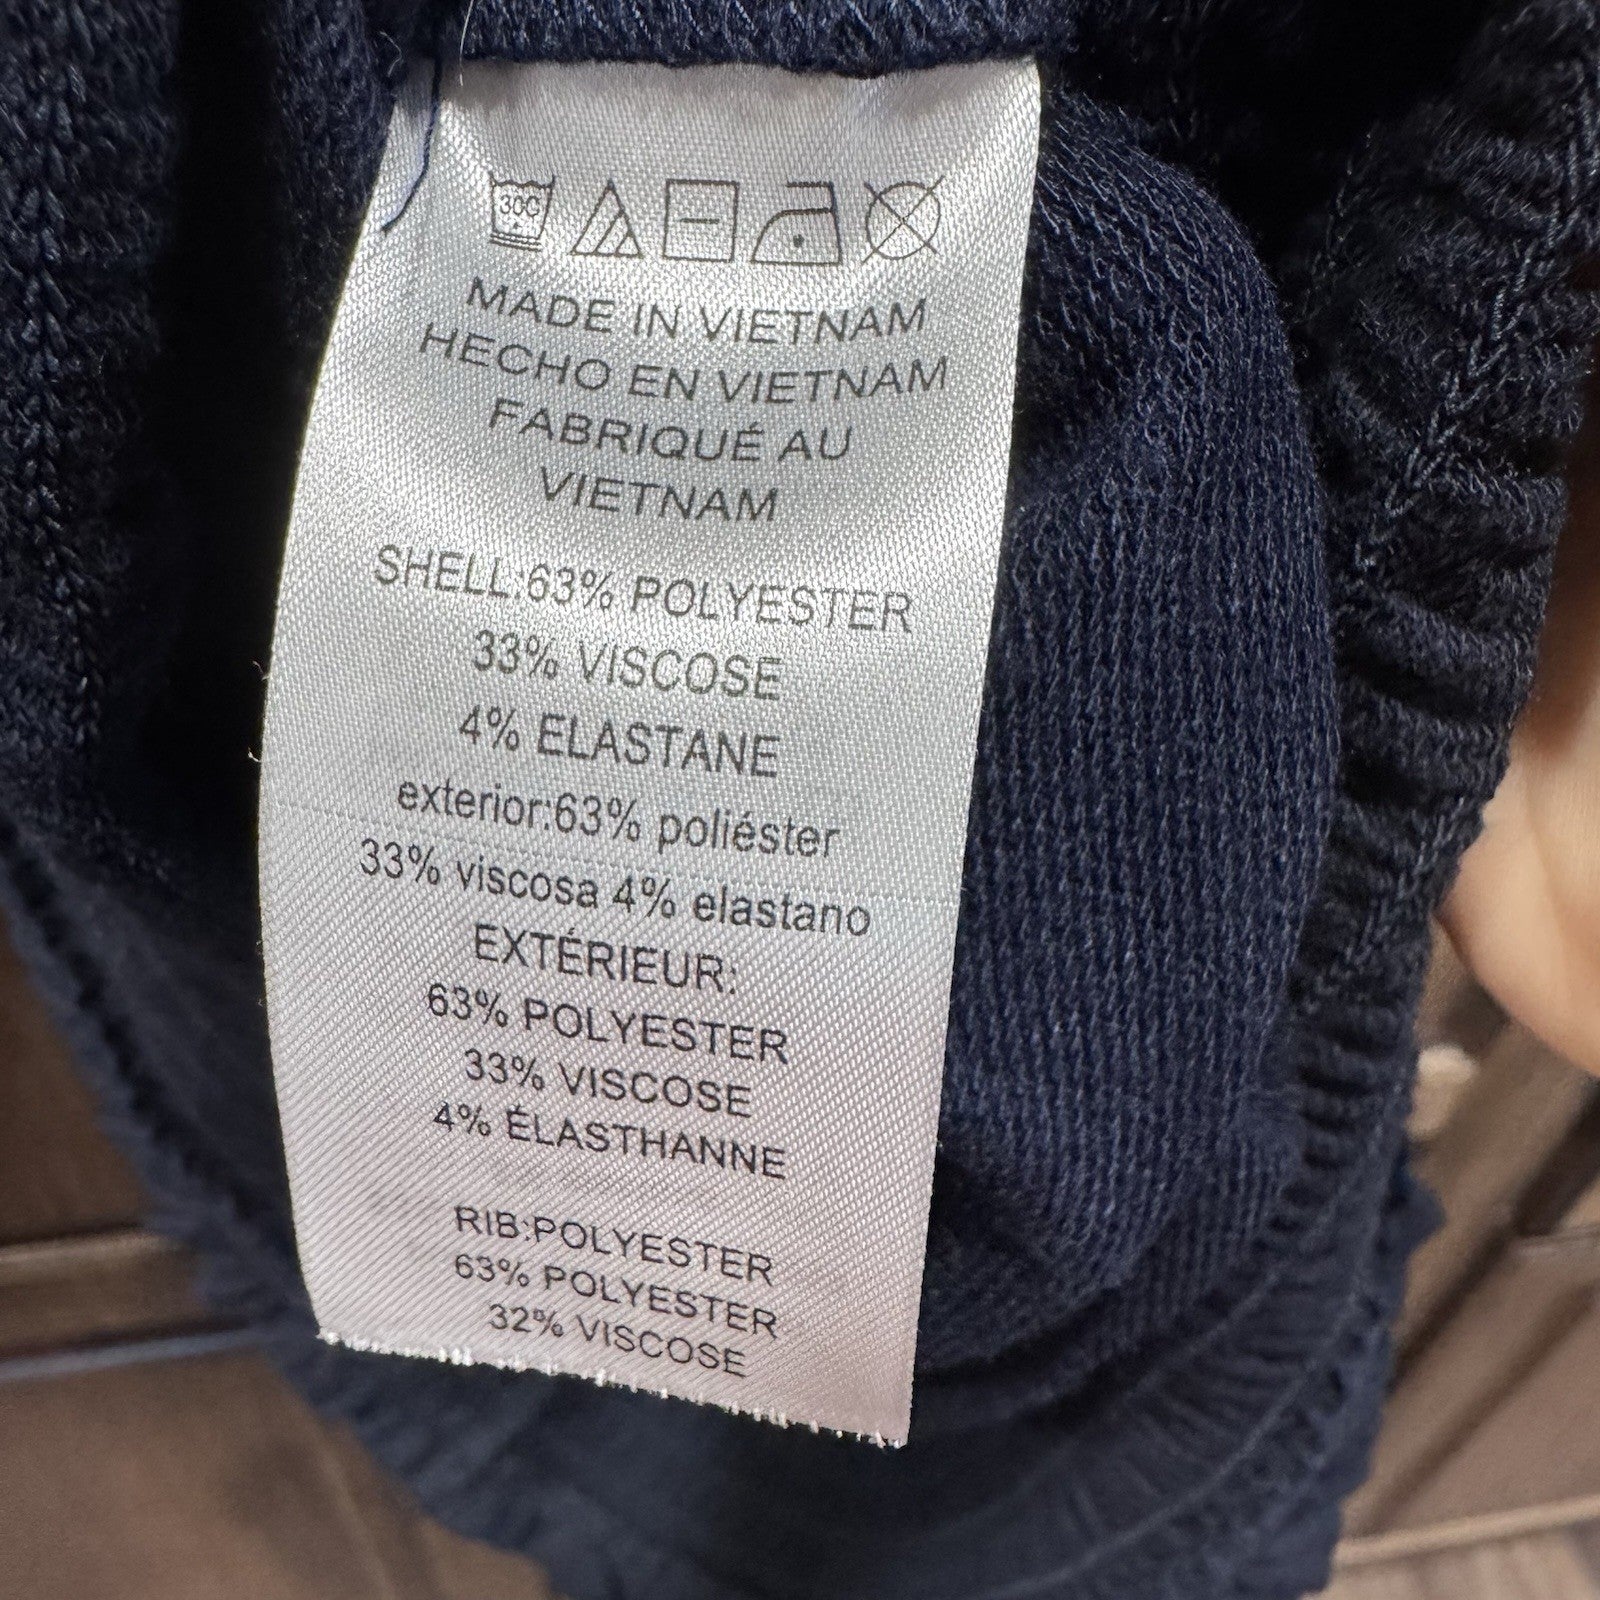 30C
MADE IN VIETNAM
HECHO EN VIETNAM
FABRIQUÉ AU
VIETNAM
SHELL:63% POLYESTER
33% VISCOSE
4% ELASTANE
exterior:63% poliéster
33% viscosa 4% elastano
EXTÉRIEUR:
63% POLYESTER
33% VISCOSE
4% ÉLASTHANNE
RIB:POLYESTER
63% POLYESTER
32% VISCOSE